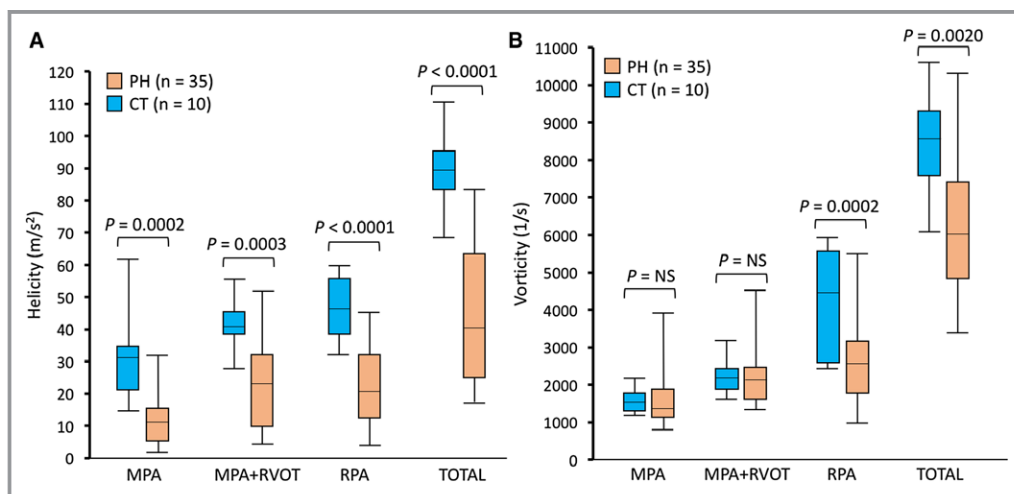 A
PH (n = 35)
CT (n = 10)
Helicity (m/s²)
120
110
100
90
80
70
60
50
40
30
20
10
0
P = 0.0002
P = 0.0003
P < 0.0001
P < 0.0001
MPA
MPA+RVOT
RPA
TOTAL
B
PH (n = 35)
CT (n = 10)
Vorticity (1/s)
11000
10000
9000
8000
7000
6000
5000
4000
3000
2000
1000
0
P = NS
P = NS
P = 0.0002
P = 0.0020
MPA
MPA+RVOT
RPA
TOTAL